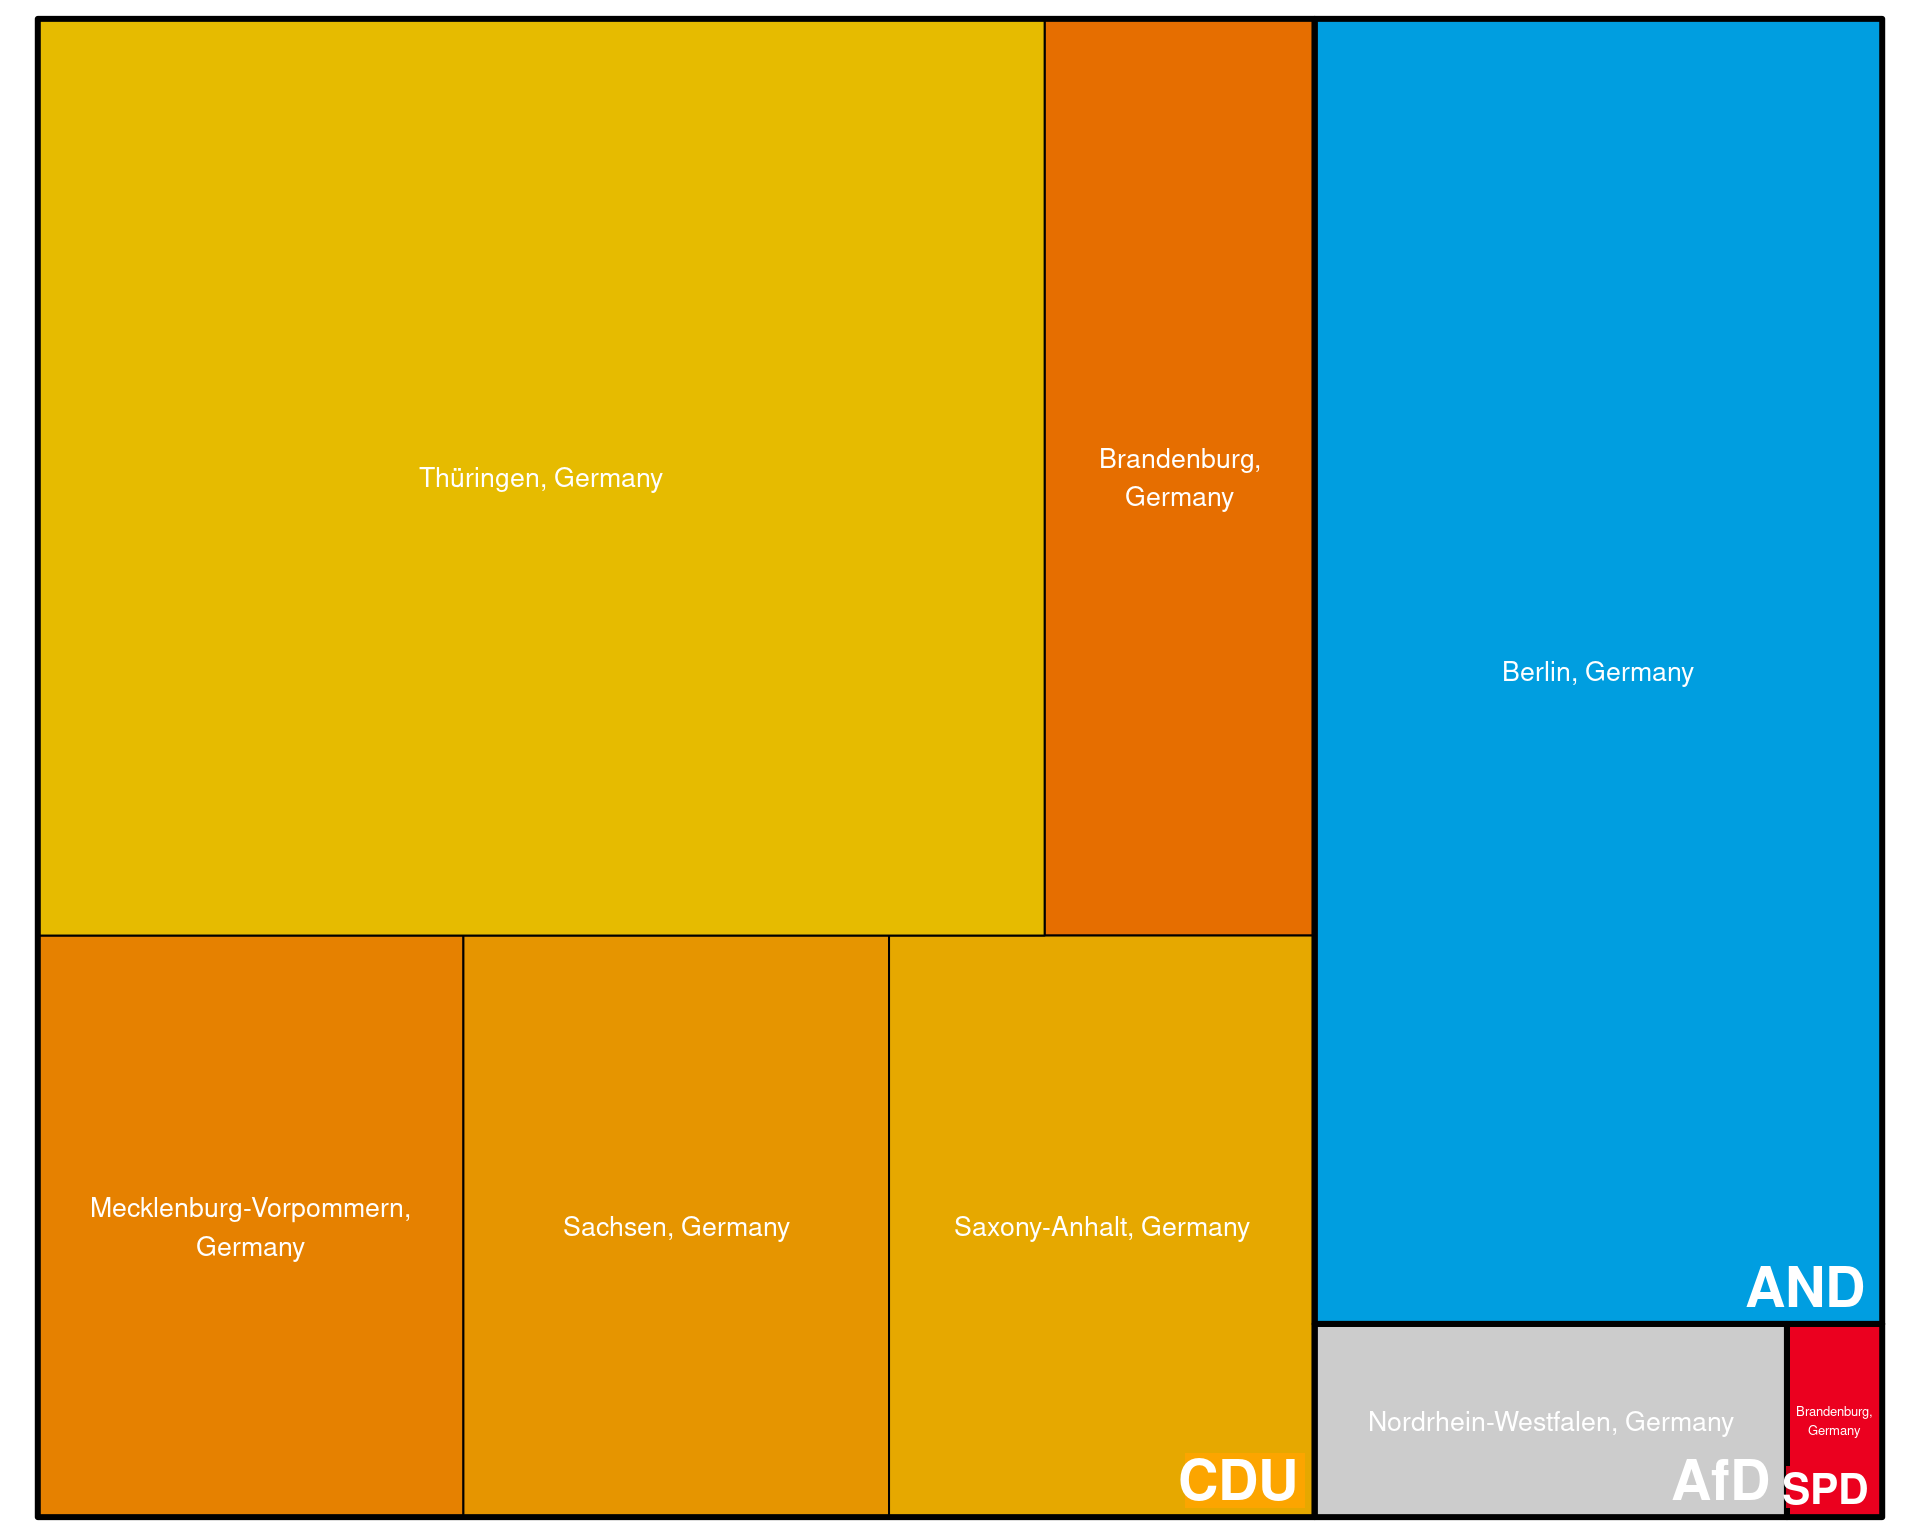 Thüringen, Germany
Brandenburg,
Germany
Berlin, Germany
Mecklenburg-Vorpommern,
Germany
Sachsen, Germany
Saxony-Anhalt, Germany
CDU
AND
Nordrhein-Westfalen, Germany
AfD
Brandenburg,
Germany
SPD